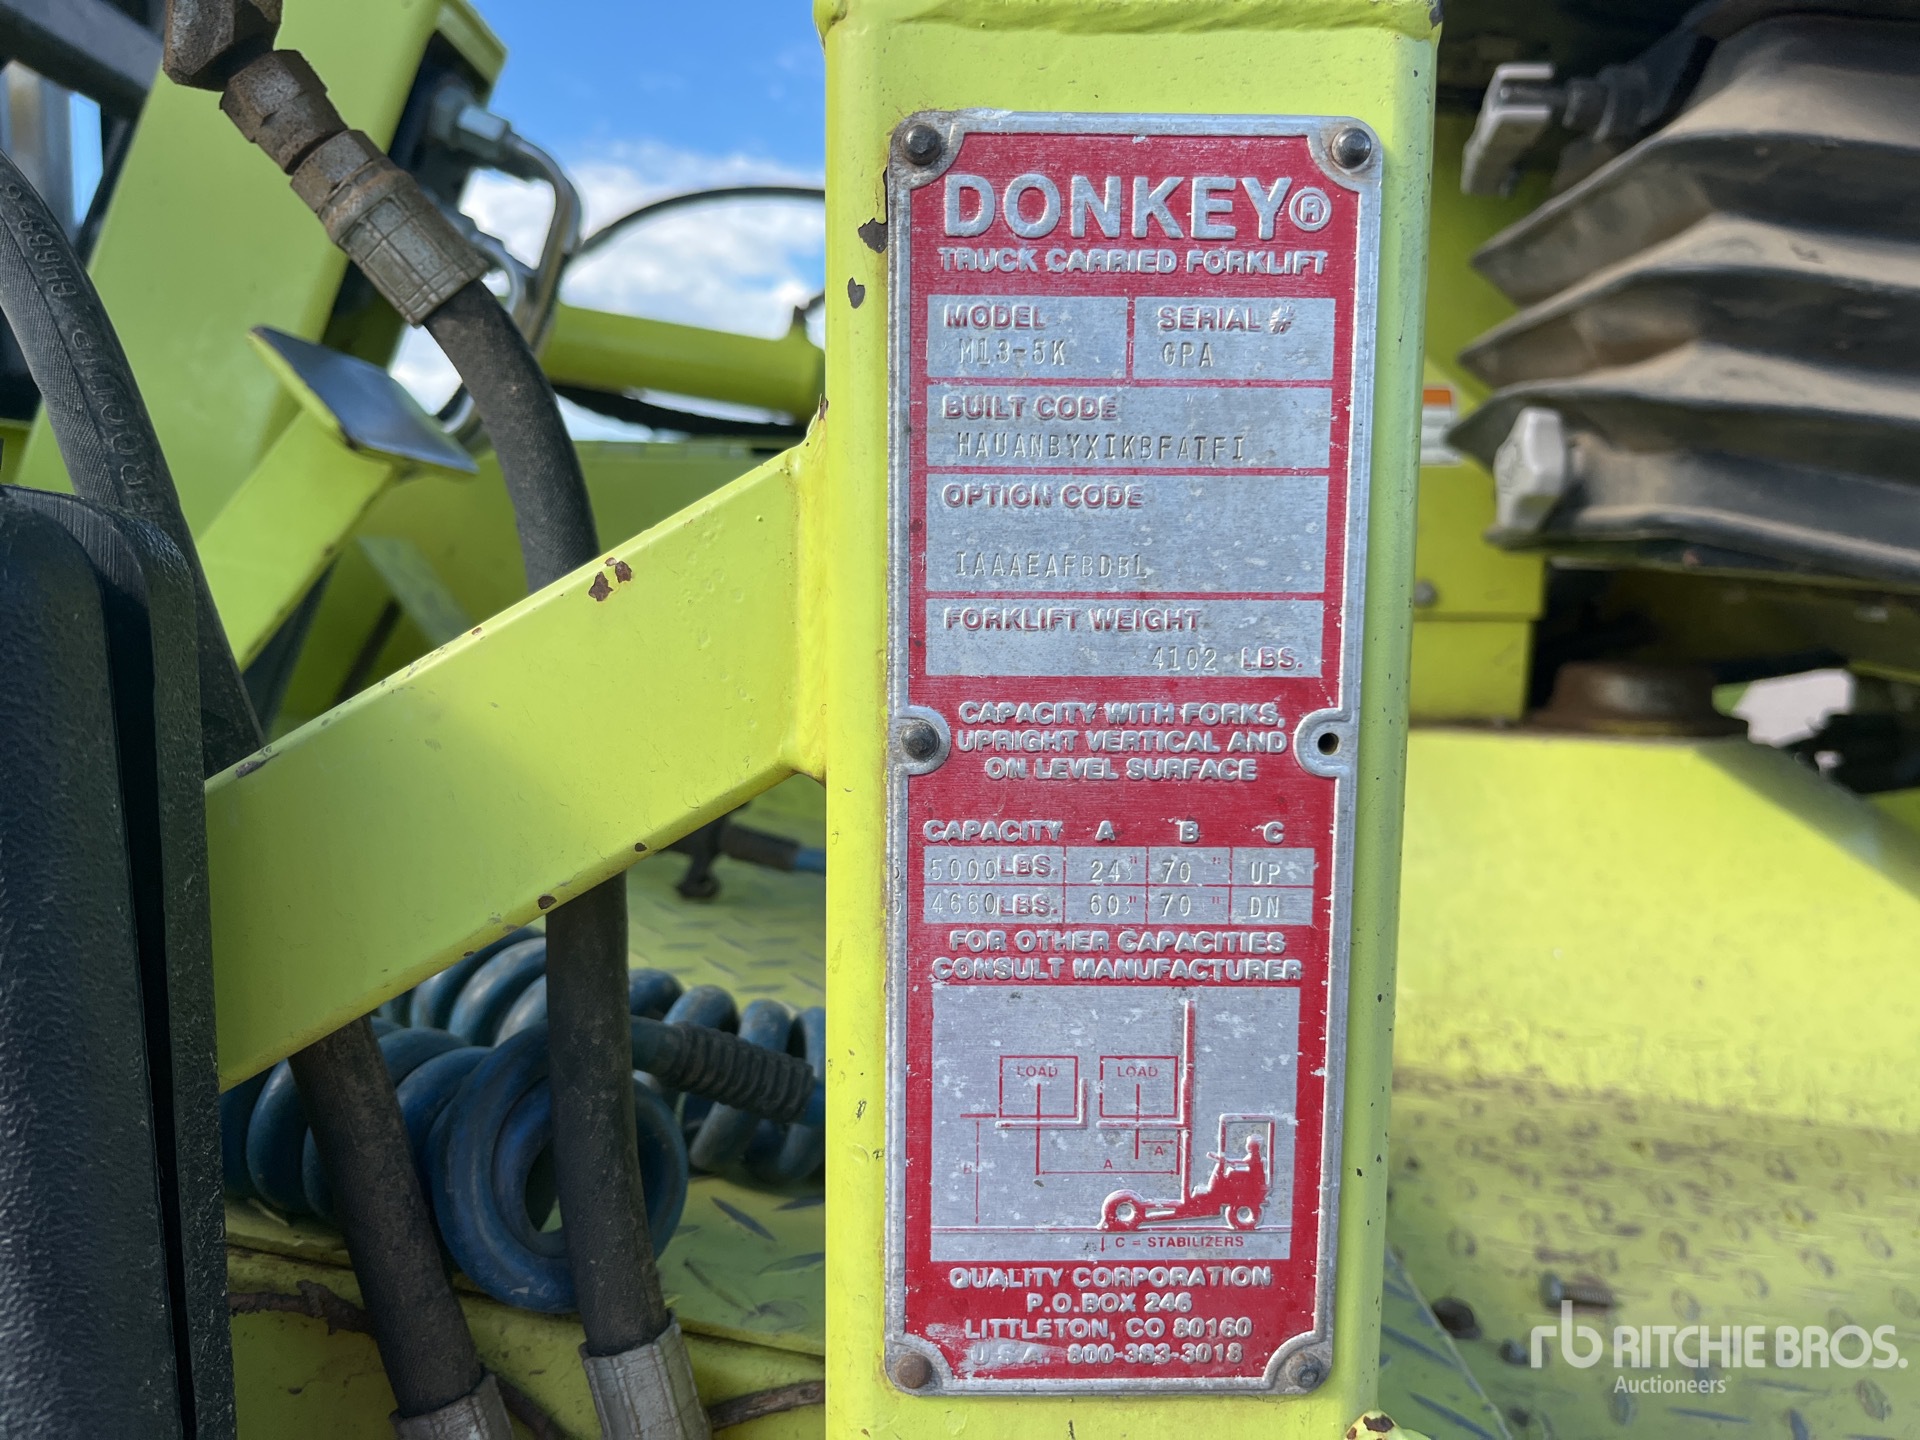 DONKEY®
TRUCK CARRIED FORKLIFT
MODEL
M13-5K
SERIAL #
GPA
BUILT CODE
HAUANBYXIKBFATFI
OPTION CODE
IAAAEAFBDBL
FORKLIFT WEIGHT
4102 LBS.
CAPACITY WITH FORKS,
UPRIGHT VERTICAL AND
ON LEVEL SURFACE
CAPACITY A B C
5000 LBS. 24" 70" UP
4660 LBS. 60" 70" DN
FOR OTHER CAPACITIES
CONSULT MANUFACTURER
LOAD LOAD
A
A
B
C = STABILIZERS
QUALITY CORPORATION
P.O. BOX 246
LITTLETON, CO 80160
U.S.A. 800-383-3018
rb RITCHIE BROS.
Auctioneers